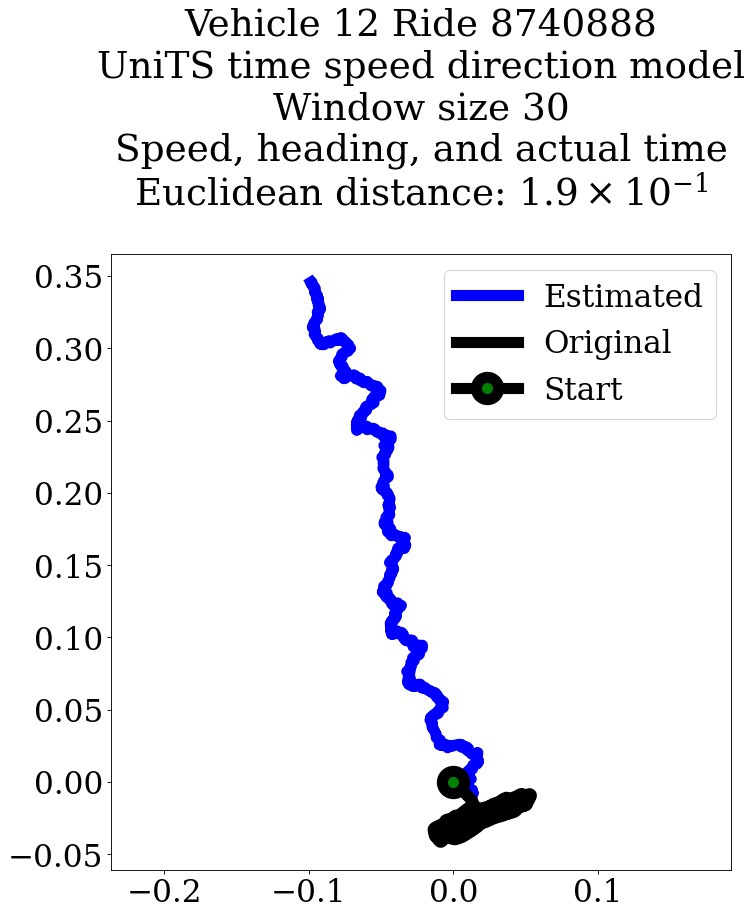 Vehicle 12 Ride 8740888
UniTS time speed direction model
Window size 30
Speed, heading, and actual time
Euclidean distance: 1.9 × 10⁻¹
Estimated
Original
Start
0.35
0.30
0.25
0.20
0.15
0.10
0.05
0.00
−0.05
−0.2 −0.1 0.0 0.1